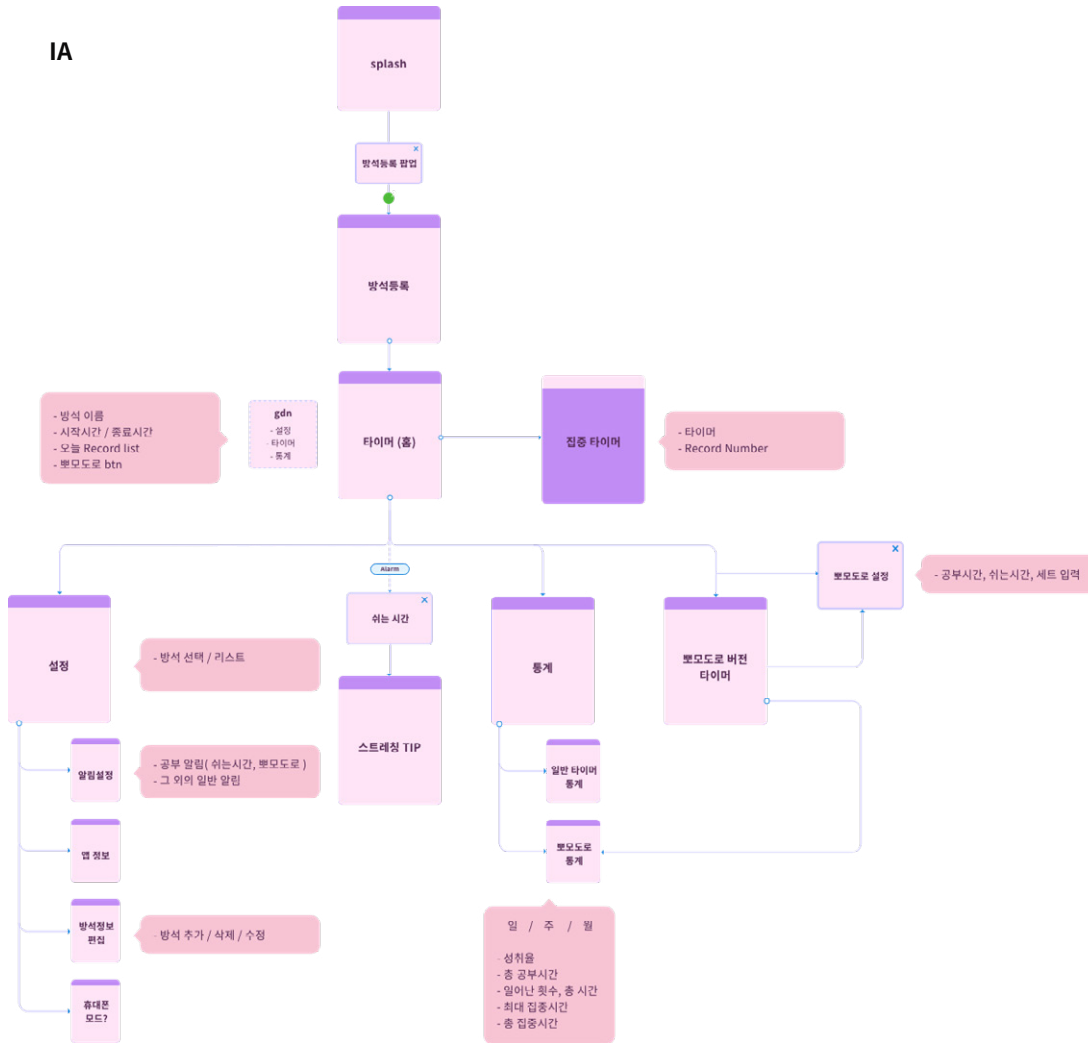 IA
splash
방석등록 팝업
방석등록
- 방석 이름
- 시작시간 / 종료시간
- 오늘 Record list
- 뽀모도로 btn
gdn
- 설정
- 타이머
- 통계
타이머 (홈)
집중 타이머
- 타이머
- Record Number
Alarm
뽀모도로 설정
- 공부시간, 쉬는시간, 세트 입력
설정
- 방석 선택 / 리스트
쉬는 시간
통계
뽀모도로 버전
타이머
스트레칭 TIP
알림설정
- 공부 알림( 쉬는시간, 뽀모도로 )
- 그 외의 일반 알림
일반 타이머
통계
앱 정보
뽀모도로
통계
방석정보
편집
- 방석 추가 / 삭제 / 수정
일 / 주 / 월
- 성취율
- 총 공부시간
- 일어난 횟수, 총 시간
- 최대 집중시간
- 총 집중시간
휴대폰
모드?